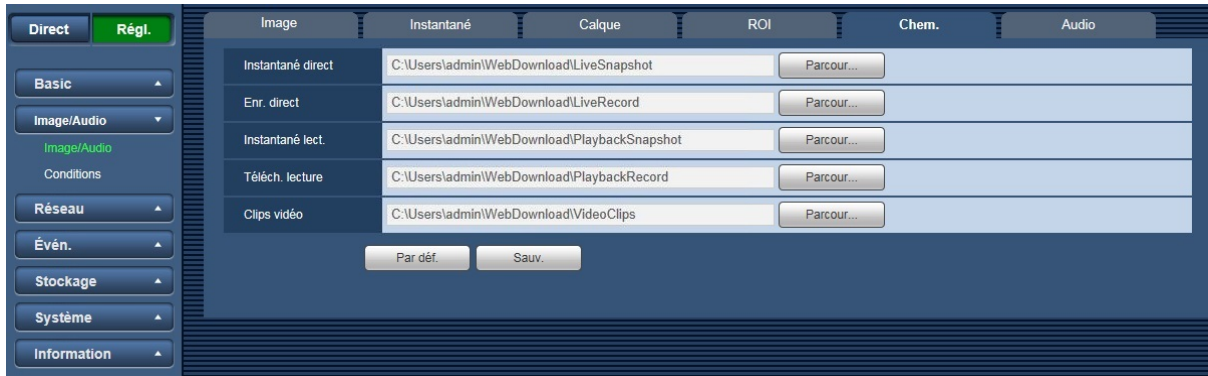 Direct Régl.
Image Instantané Calque ROI Chem. Audio
Basic
Image/Audio
Image/Audio
Conditions
Réseau
Évén.
Stockage
Système
Information
Instantané direct C:\Users\admin\WebDownload\LiveSnapshot Parcour...
Enr. direct C:\Users\admin\WebDownload\LiveRecord Parcour...
Instantané lect. C:\Users\admin\WebDownload\PlaybackSnapshot Parcour...
Téléch. lecture C:\Users\admin\WebDownload\PlaybackRecord Parcour...
Clips vidéo C:\Users\admin\WebDownload\VideoClips Parcour...
Par déf. Sauv.